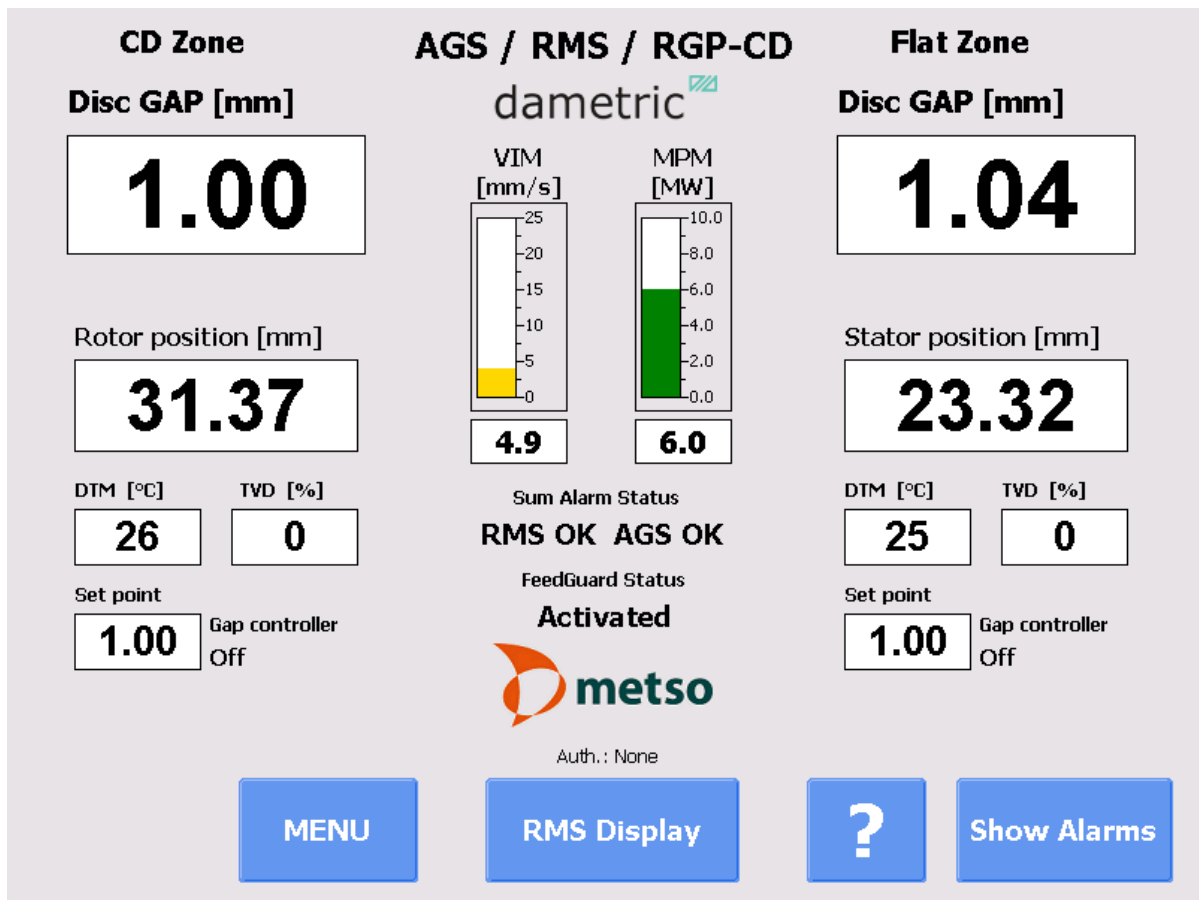 CD Zone
AGS / RMS / RGP-CD
Flat Zone
Disc GAP [mm]
dametric
Disc GAP [mm]
1.00
VIM
[mm/s]
25
20
15
10
5
0
4.9
MPM
[MW]
10.0
8.0
6.0
4.0
2.0
0.0
6.0
1.04
Rotor position [mm]
31.37
Stator position [mm]
23.32
DTM [°C]
TVD [%]
26
0
Sum Alarm Status
RMS OK AGS OK
DTM [°C]
TVD [%]
25
0
Set point
1.00
Gap controller
Off
FeedGuard Status
Activated
Set point
1.00
Gap controller
Off
metso
Auth.: None
MENU
RMS Display
?
Show Alarms